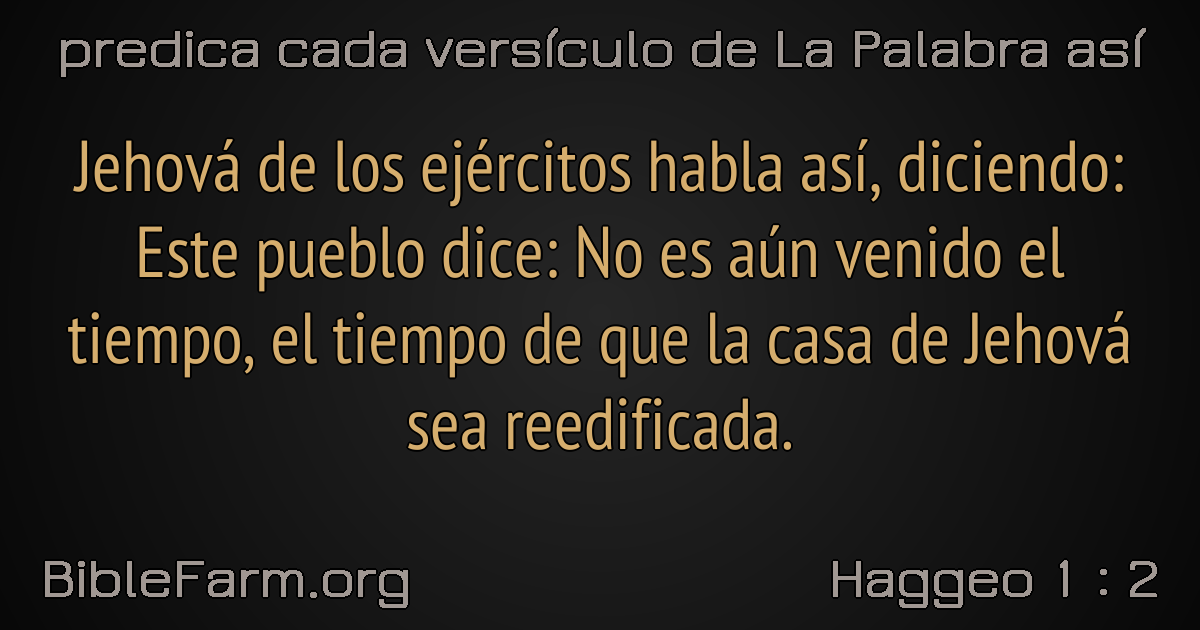 predica cada versículo de La Palabra así
Jehová de los ejércitos habla así, diciendo:
Este pueblo dice: No es aún venido el
tiempo, el tiempo de que la casa de Jehová
sea reedificada.
BibleFarm.org
Haggeo 1 : 2